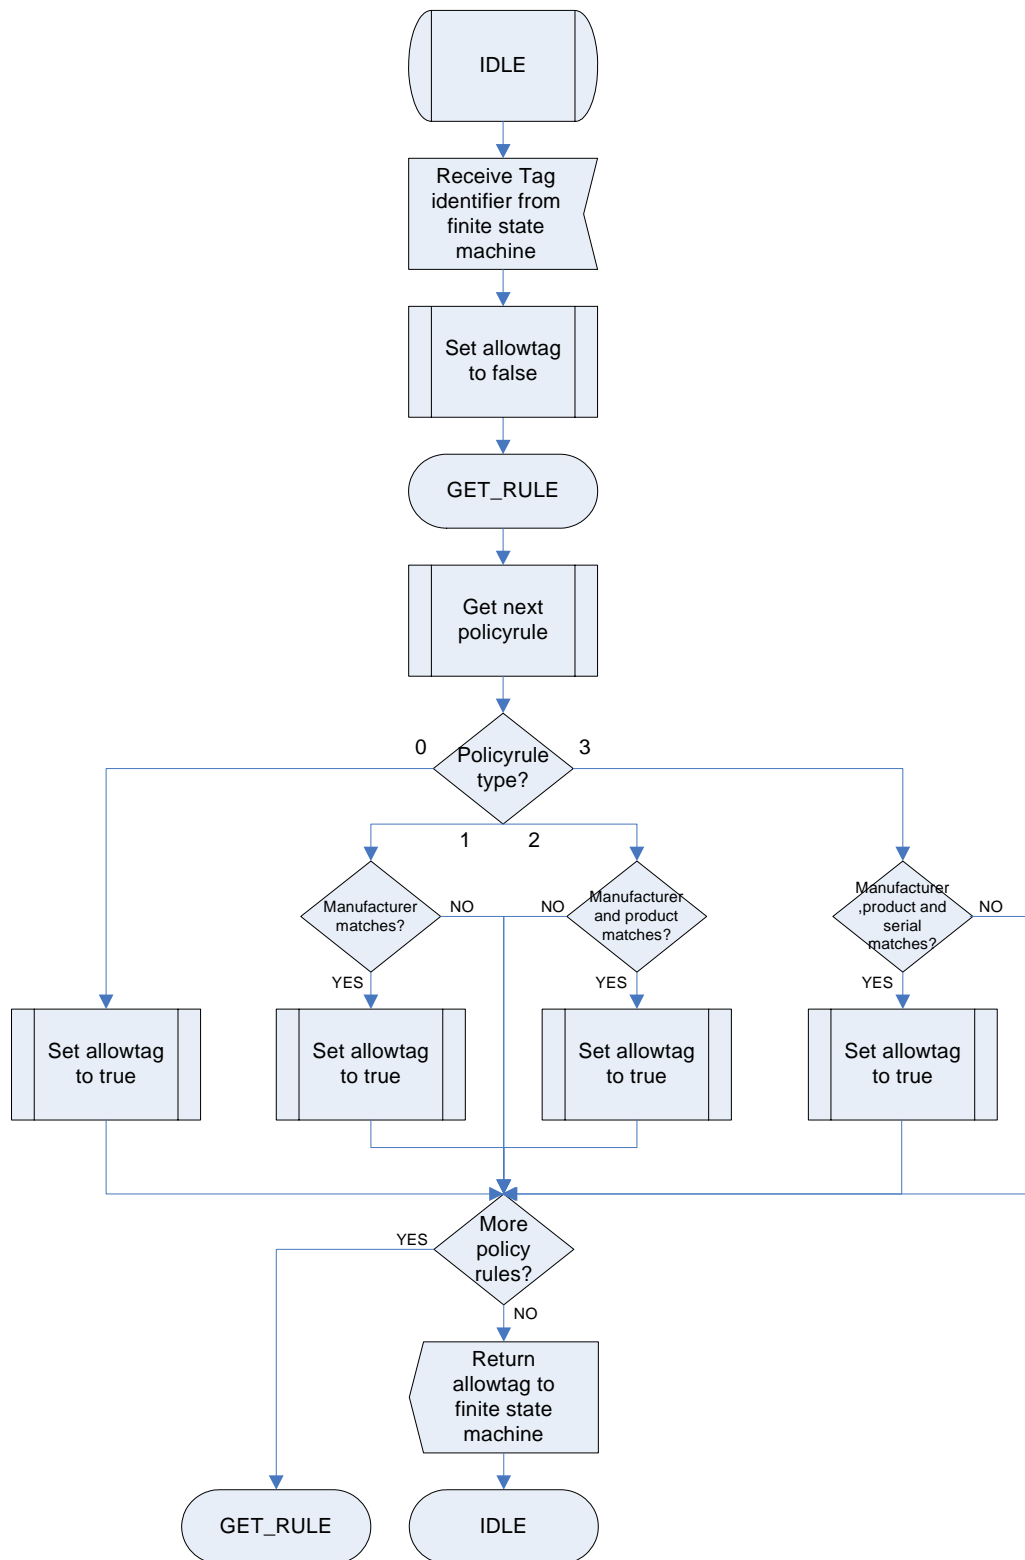 IDLE
Receive Tag
identifier from
finite state
machine
Set allowtag
to false
GET_RULE
Get next
policyrule
0
Policyrule
type?
3
1
2
Manufacturer
matches?
NO
NO
Manufacturer
and product
matches?
Manufacturer
,product and
serial
matches?
NO
YES
YES
YES
Set allowtag
to true
Set allowtag
to true
Set allowtag
to true
Set allowtag
to true
YES
More
policy
rules?
NO
Return
allowtag to
finite state
machine
GET_RULE
IDLE